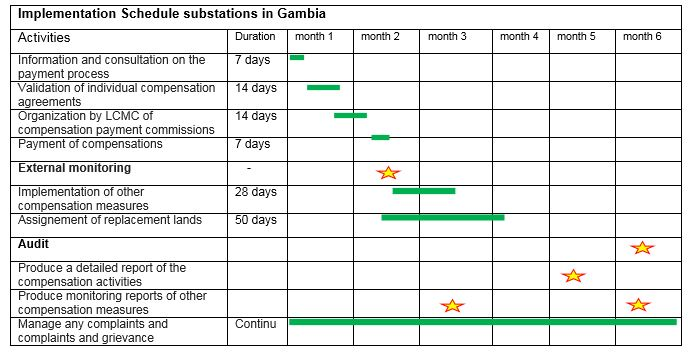 Implementation Schedule substations in Gambia
Activities Duration month 1 month 2 month 3 month 4 month 5 month 6
Information and consultation on the 7 days
payment process
Validation of individual compensation 14 days
agreements
Organization by LCMC of 14 days
compensation payment commissions
Payment of compensations 7 days
External monitoring -
Implementation of other 28 days
compensation measures
Assignement of replacement lands 50 days
Audit
Produce a detailed report of the
compensation activities
Produce monitoring reports of other
compensation measures
Manage any complaints and Continu
complaints and grievance